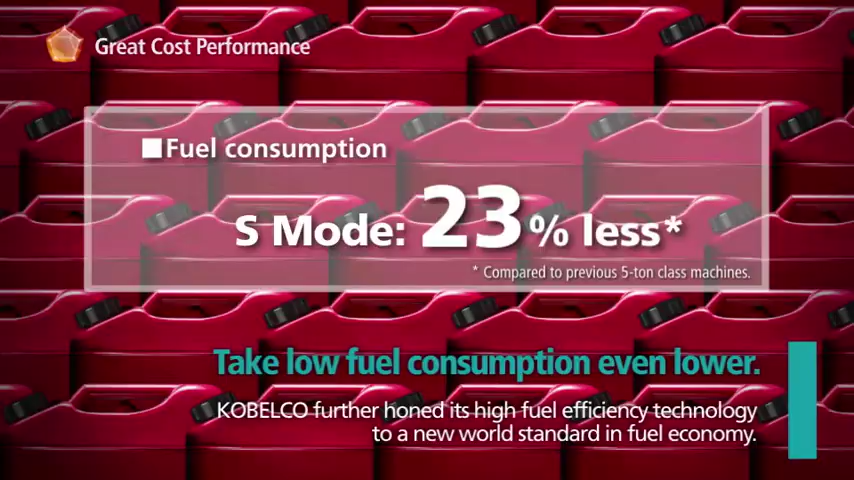 Great Cost Performance
■Fuel consumption
S Mode: 23% less*
* Compared to previous 5-ton class machines.
Take low fuel consumption even lower.
KOBELCO further honed its high fuel efficiency technology
to a new world standard in fuel economy.